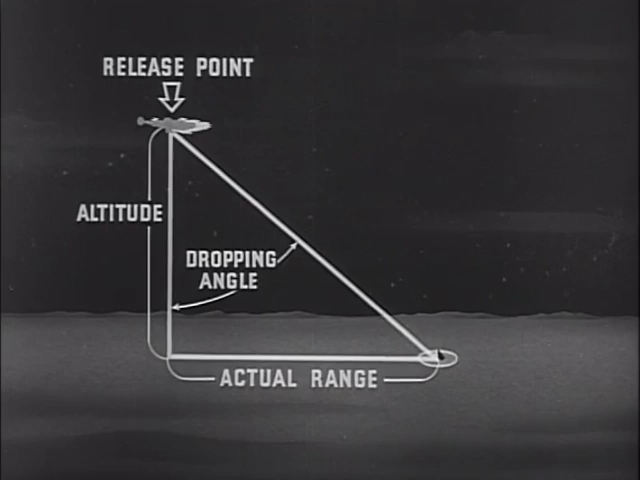 RELEASE POINT
ALTITUDE
DROPPING
ANGLE
ACTUAL RANGE